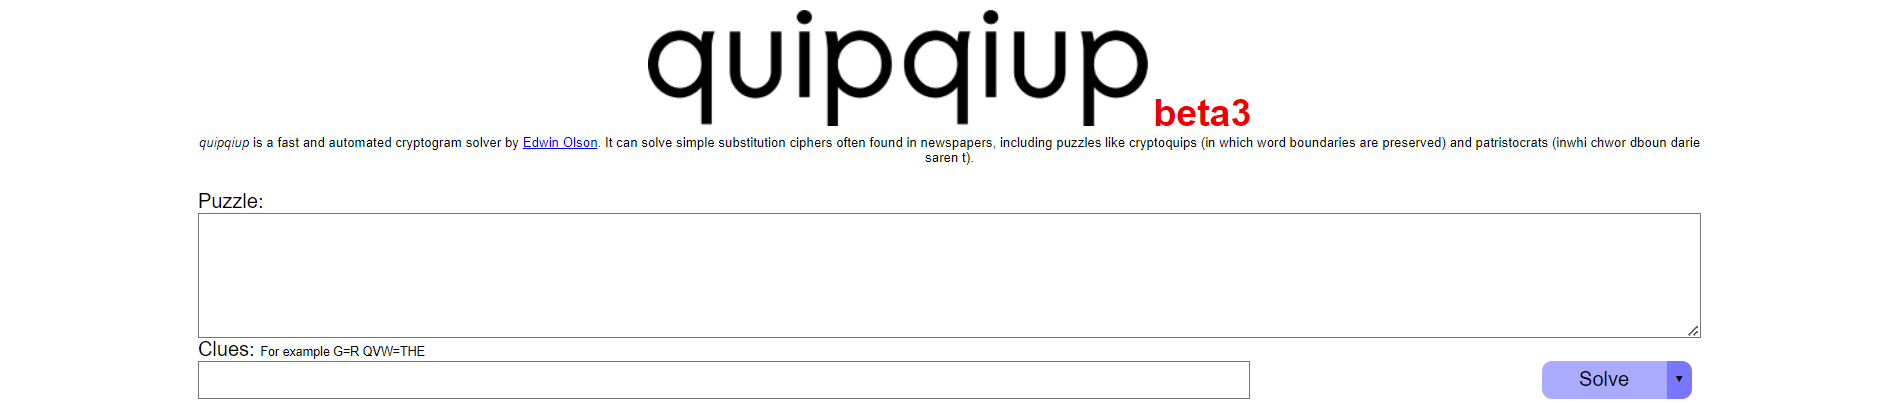 quipqiup beta3
quipqiup is a fast and automated cryptogram solver by Edwin Olson. It can solve simple substitution ciphers often found in newspapers, including puzzles like cryptoquips (in which word boundaries are preserved) and patristocrats (inwhi chwor dboun darie
saren t).
Puzzle:
Clues: For example G=R QVW=THE
Solve ▼